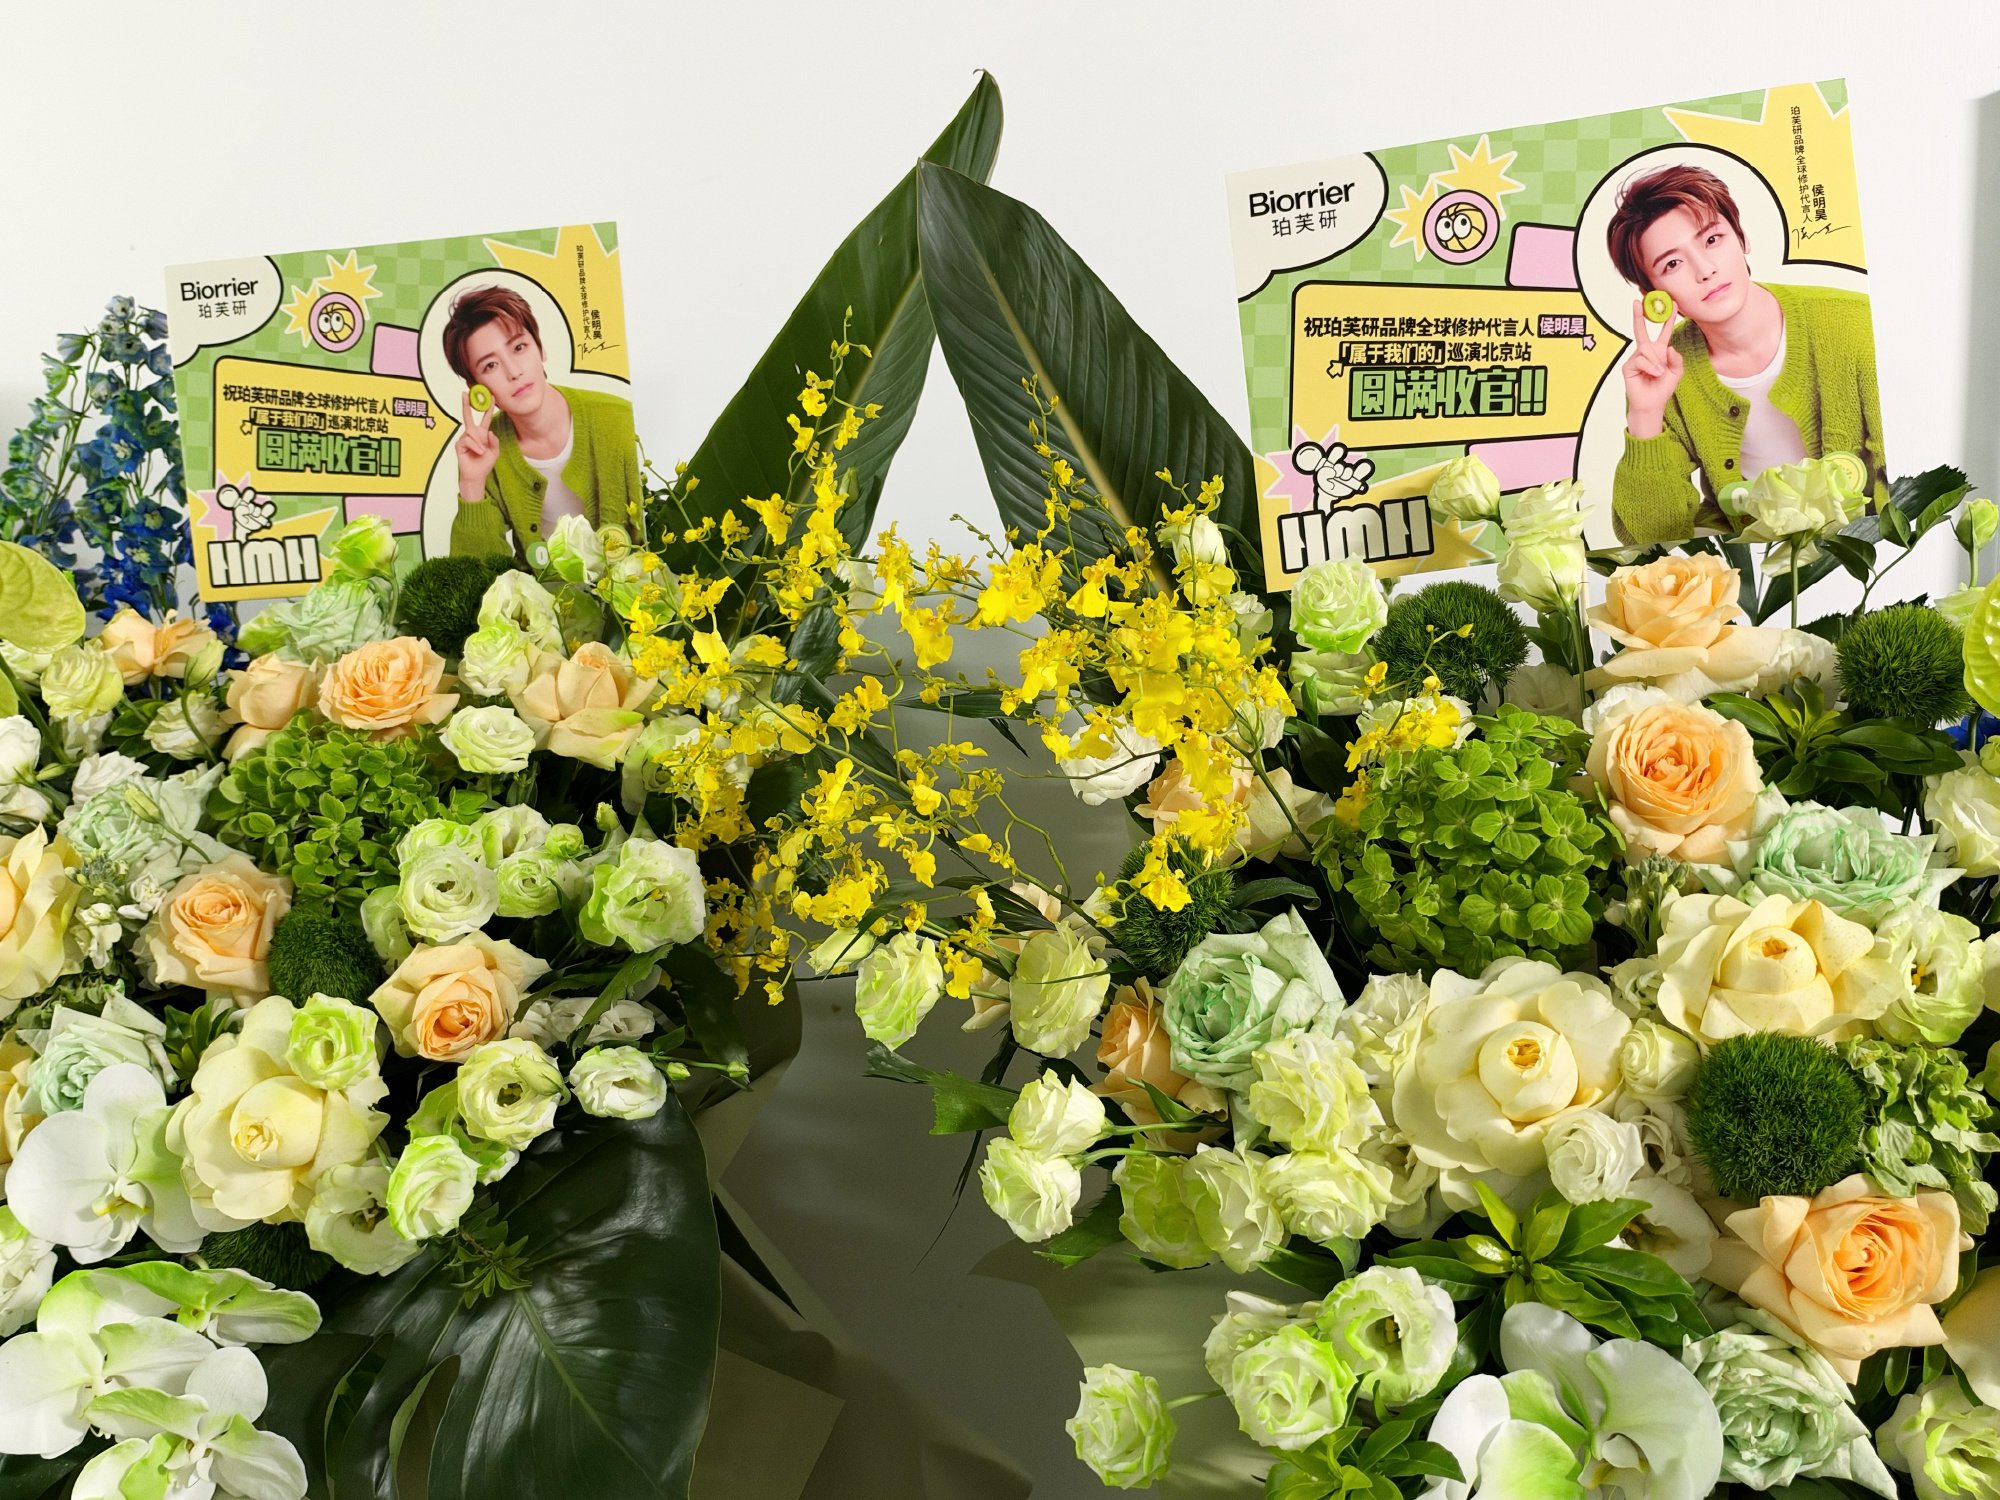 Biorrier
珀芙研
祝珀芙研品牌全球修护代言人 侯明昊
「属于我们的」巡演北京站
圆满收官!!
HMH
珀芙研品牌全球修护代言人
侯明昊
Biorrier
珀芙研
祝珀芙研品牌全球修护代言人 侯明昊
「属于我们的」巡演北京站
圆满收官!!
HMH
珀芙研品牌全球修护代言人
侯明昊